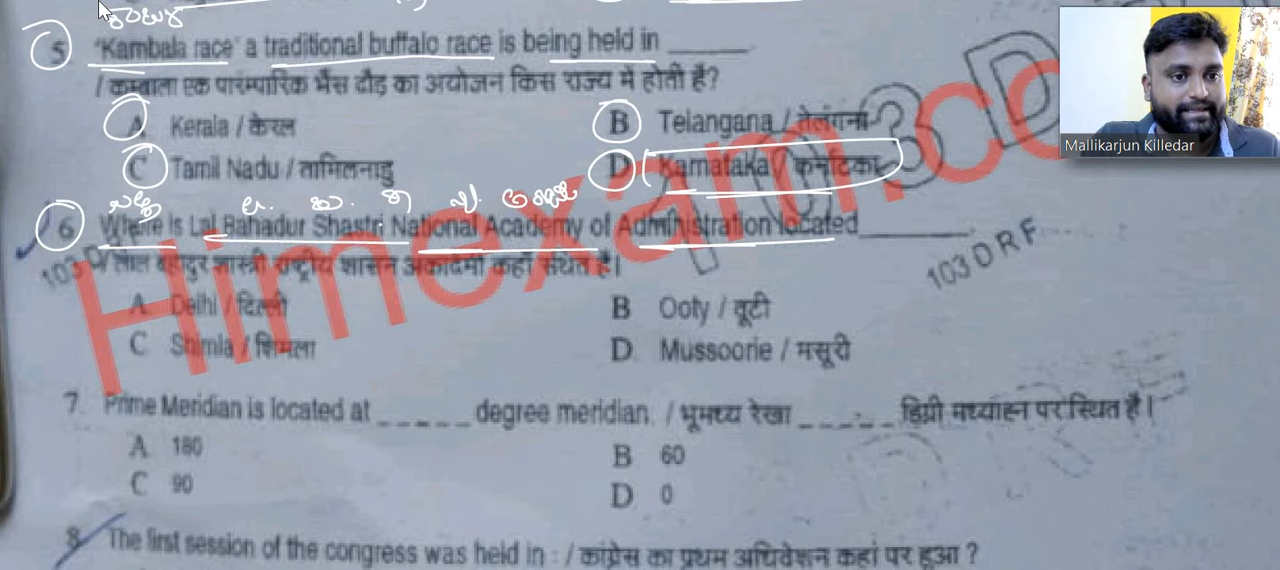 5 'Kambala race' a traditional buffalo race is being held in ______
/ कम्बाला एक पारंम्पारिक भैंस दौड़ का अयोजन किस राज्य में होती है?
A Kerala / केरल
B Telangana / तेलंगना
C Tamil Nadu / तामिलनाडु
D Karnataka / कर्नाटका
Mallikarjun Killedar
6 Where is Lal Bahadur Shastri National Academy of Administration located ______.
लाल बहादुर शास्त्री राष्ट्रीय शासन अकादमी कहाँ स्थित है।
103 D R F
A Delhi / दिल्ली
B Ooty / वूटी
C Shimla / शिमला
D. Mussoorie / मसूरी
7. Prime Meridian is located at _____ degree meridian. / भूमध्य रेखा _____ डिग्री मध्याह्न पर स्थित है।
A 180
B 60
C 90
D 0
8. The first session of the congress was held in : / कांग्रेस का प्रथम अधिवेशन कहां पर हुआ ?
Himexam.co